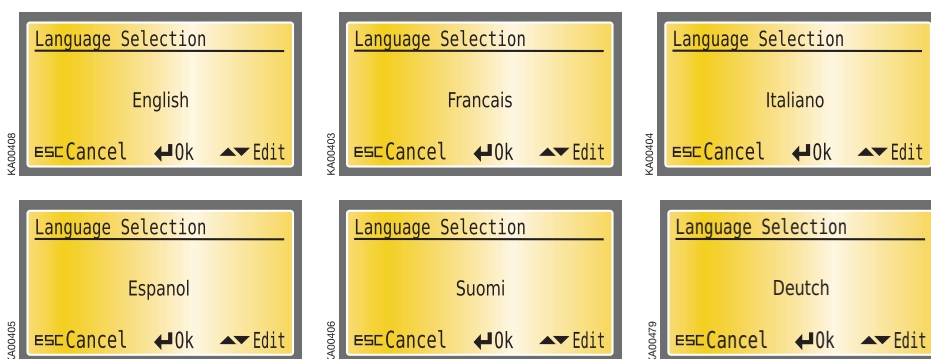 Language Selection
English
ESC Cancel Ok Edit
KA00408
Language Selection
Francais
ESC Cancel Ok Edit
KA00403
Language Selection
Italiano
ESC Cancel Ok Edit
KA00404
Language Selection
Espanol
ESC Cancel Ok Edit
KA00405
Language Selection
Suomi
ESC Cancel Ok Edit
KA00406
Language Selection
Deutch
ESC Cancel Ok Edit
KA00479